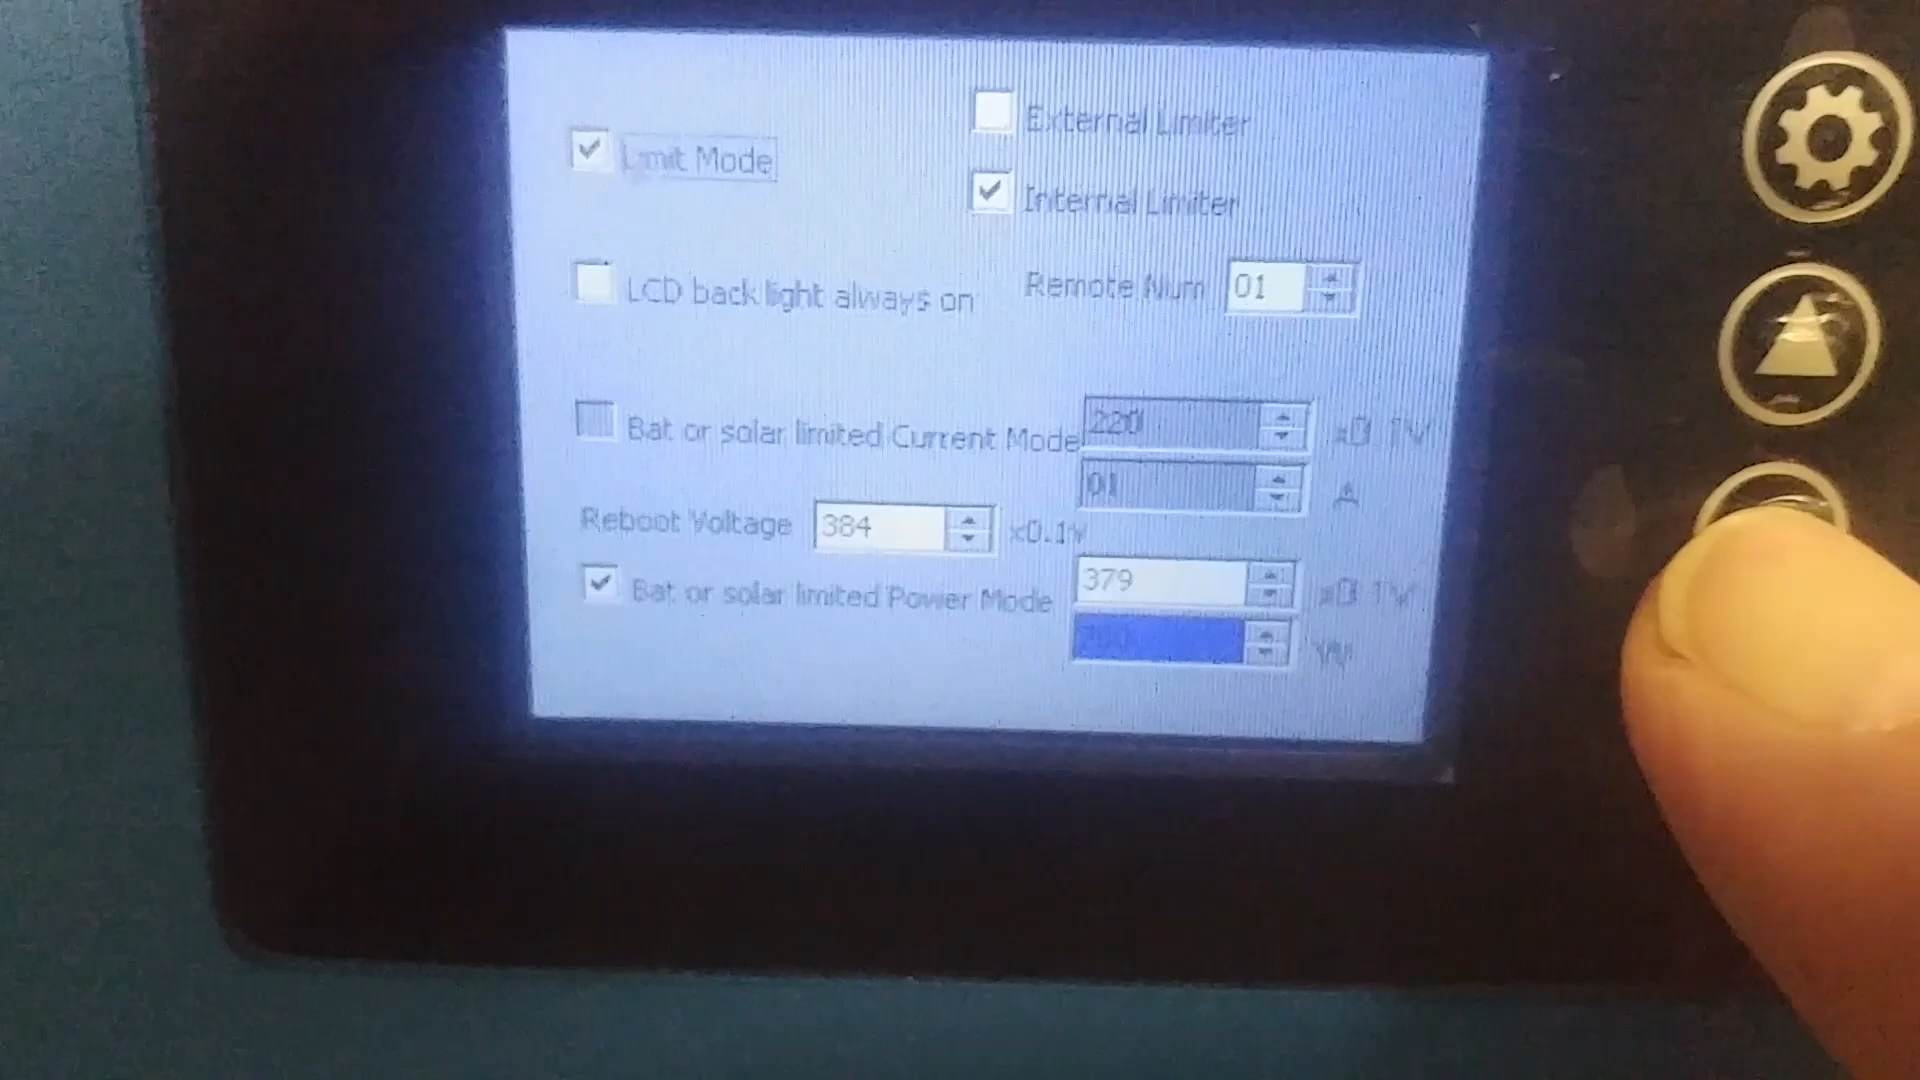 External Limiter
Limit Mode
Internal Limiter
LCD back light always on
Remote Num 01
Bat or solar limited Current Mode 220 x0.1V
01 A
Reboot Voltage 384 x0.1V
Bat or solar limited Power Mode 379 x0.1V
W